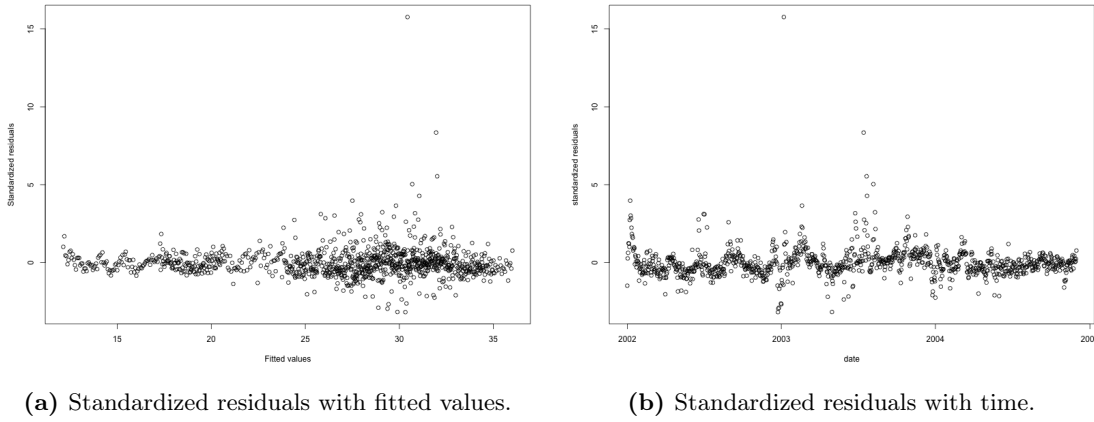 Standardized residuals
15
10
5
0
15
20
25
30
35
Fitted values
standardized residuals
15
10
5
0
2002
2003
2004
200
date
(a) Standardized residuals with fitted values.
(b) Standardized residuals with time.